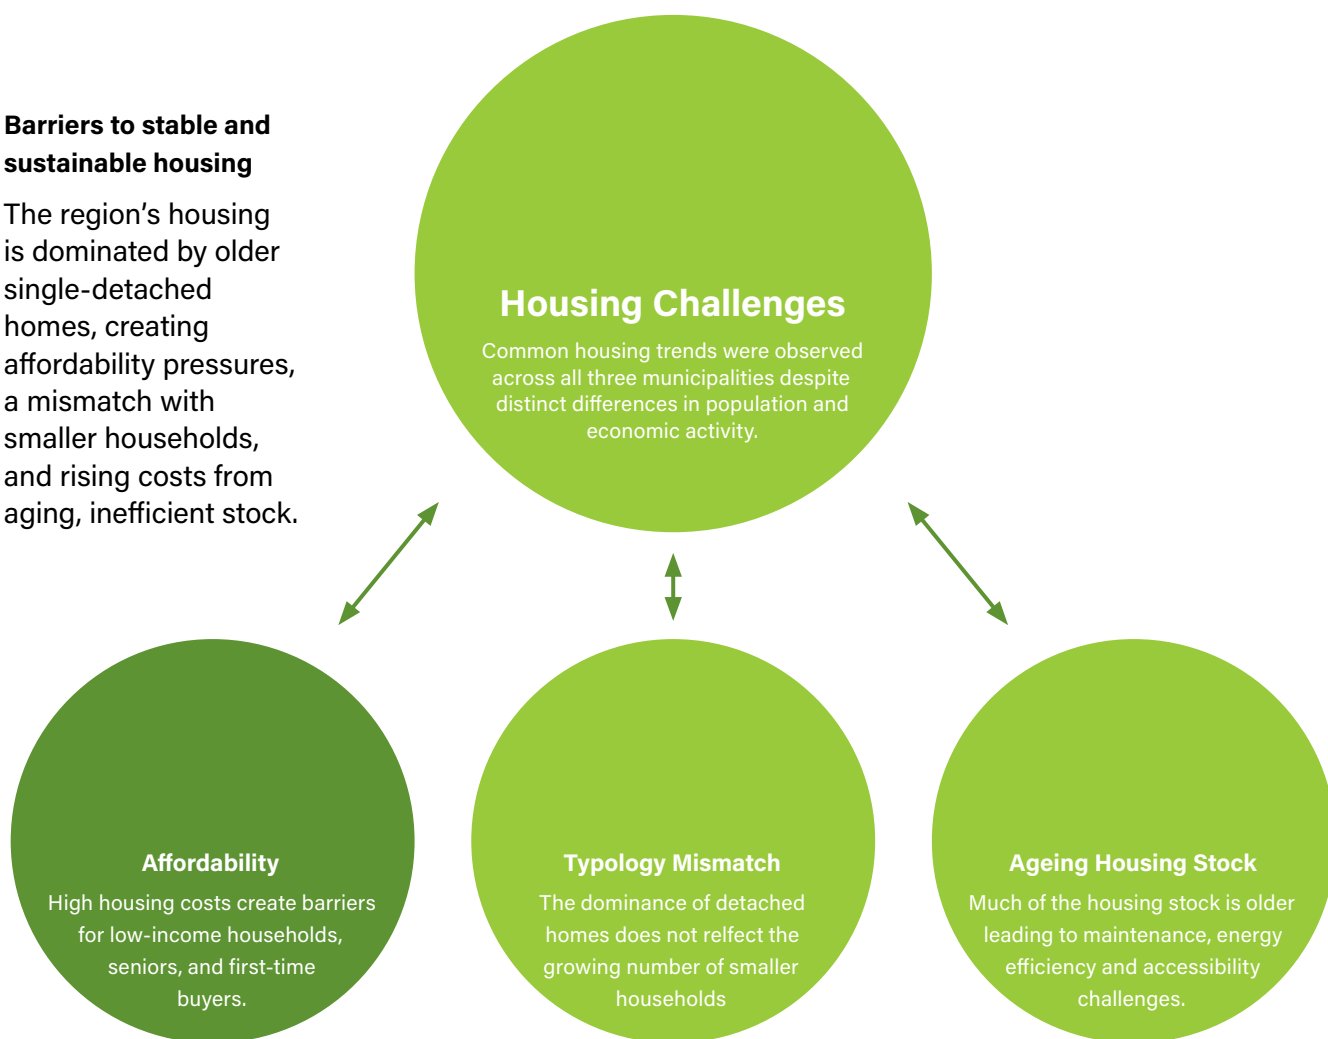 Barriers to stable and
sustainable housing
The region’s housing
is dominated by older
single-detached
homes, creating
affordability pressures,
a mismatch with
smaller households,
and rising costs from
aging, inefficient stock.
Housing Challenges
Common housing trends were observed
across all three municipalities despite
distinct differences in population and
economic activity.
Affordability
High housing costs create barriers
for low-income households,
seniors, and first-time
buyers.
Typology Mismatch
The dominance of detached
homes does not relfect the
growing number of smaller
households
Ageing Housing Stock
Much of the housing stock is older
leading to maintenance, energy
efficiency and accessibility
challenges.